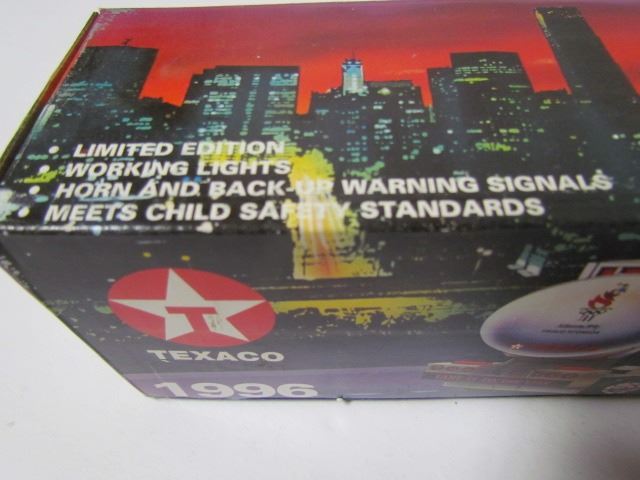 • LIMITED EDITION
WORKING LIGHTS
• HORN AND BACK-UP WARNING SIGNALS
• MEETS CHILD SAFETY STANDARDS
T
TEXACO
1996